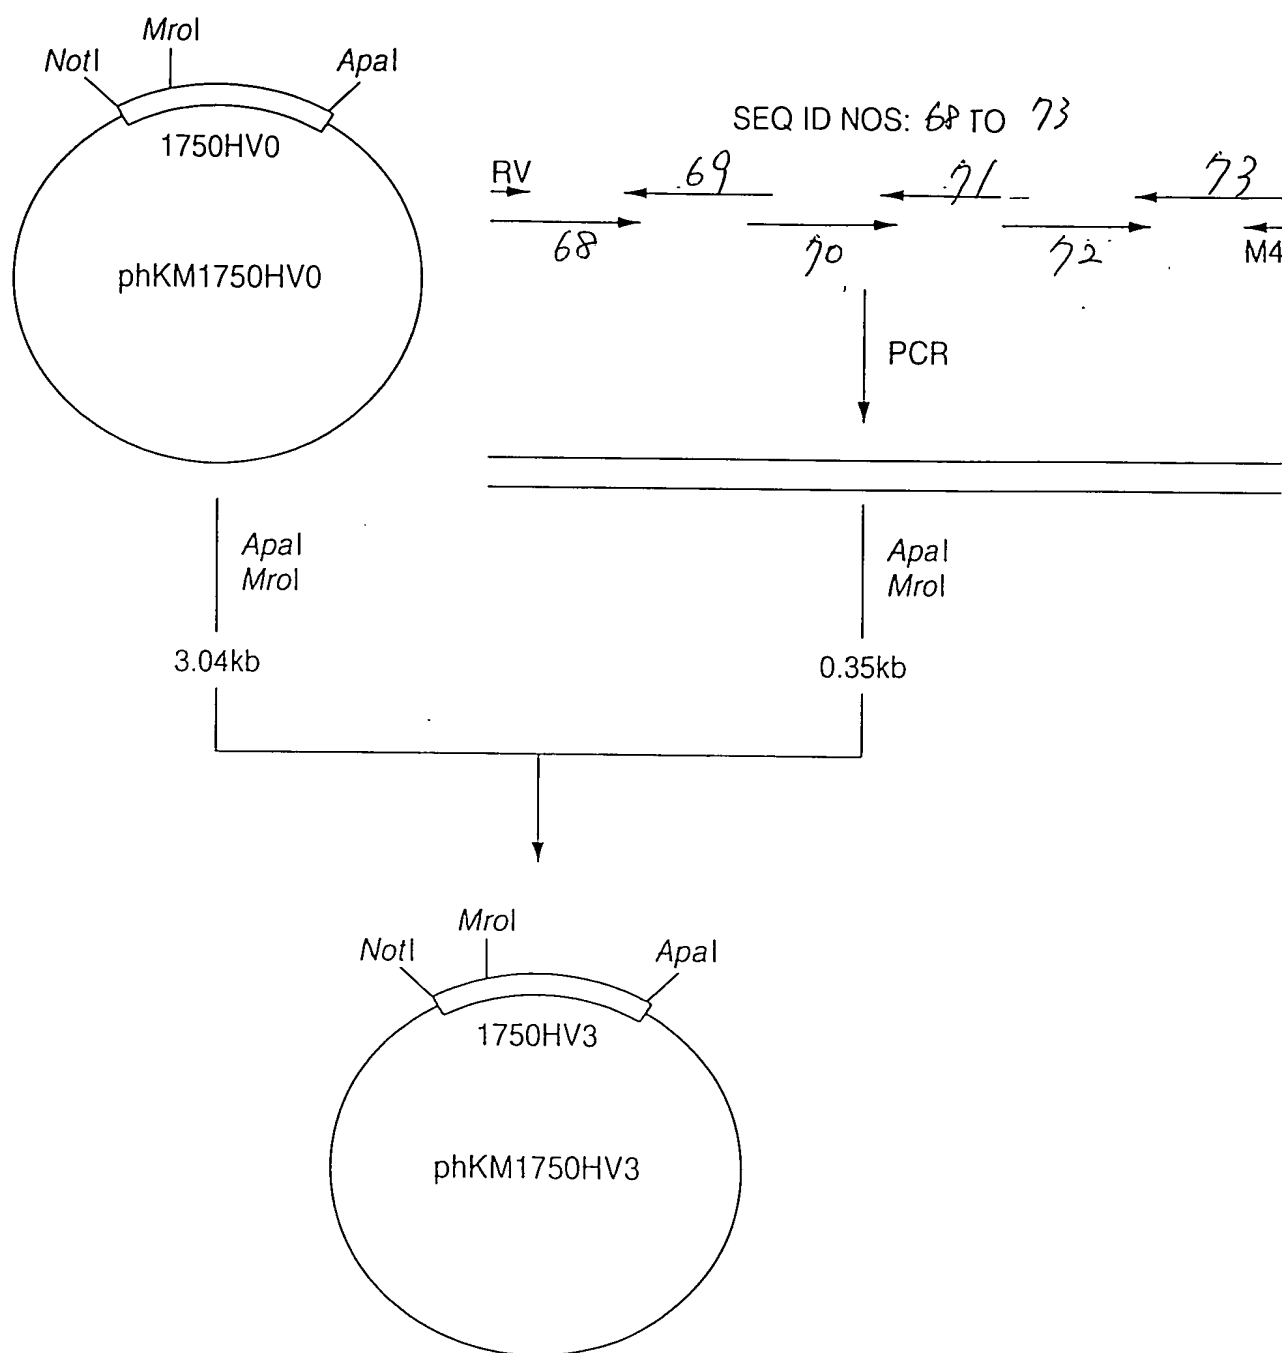 MroI
NotI
ApaI
1750HV0
phKM1750HV0
SEQ ID NOS: 68 TO 73
RV
69
71
73
68
70
72
M4
PCR
ApaI
MroI
ApaI
MroI
3.04kb
0.35kb
MroI
NotI
ApaI
1750HV3
phKM1750HV3